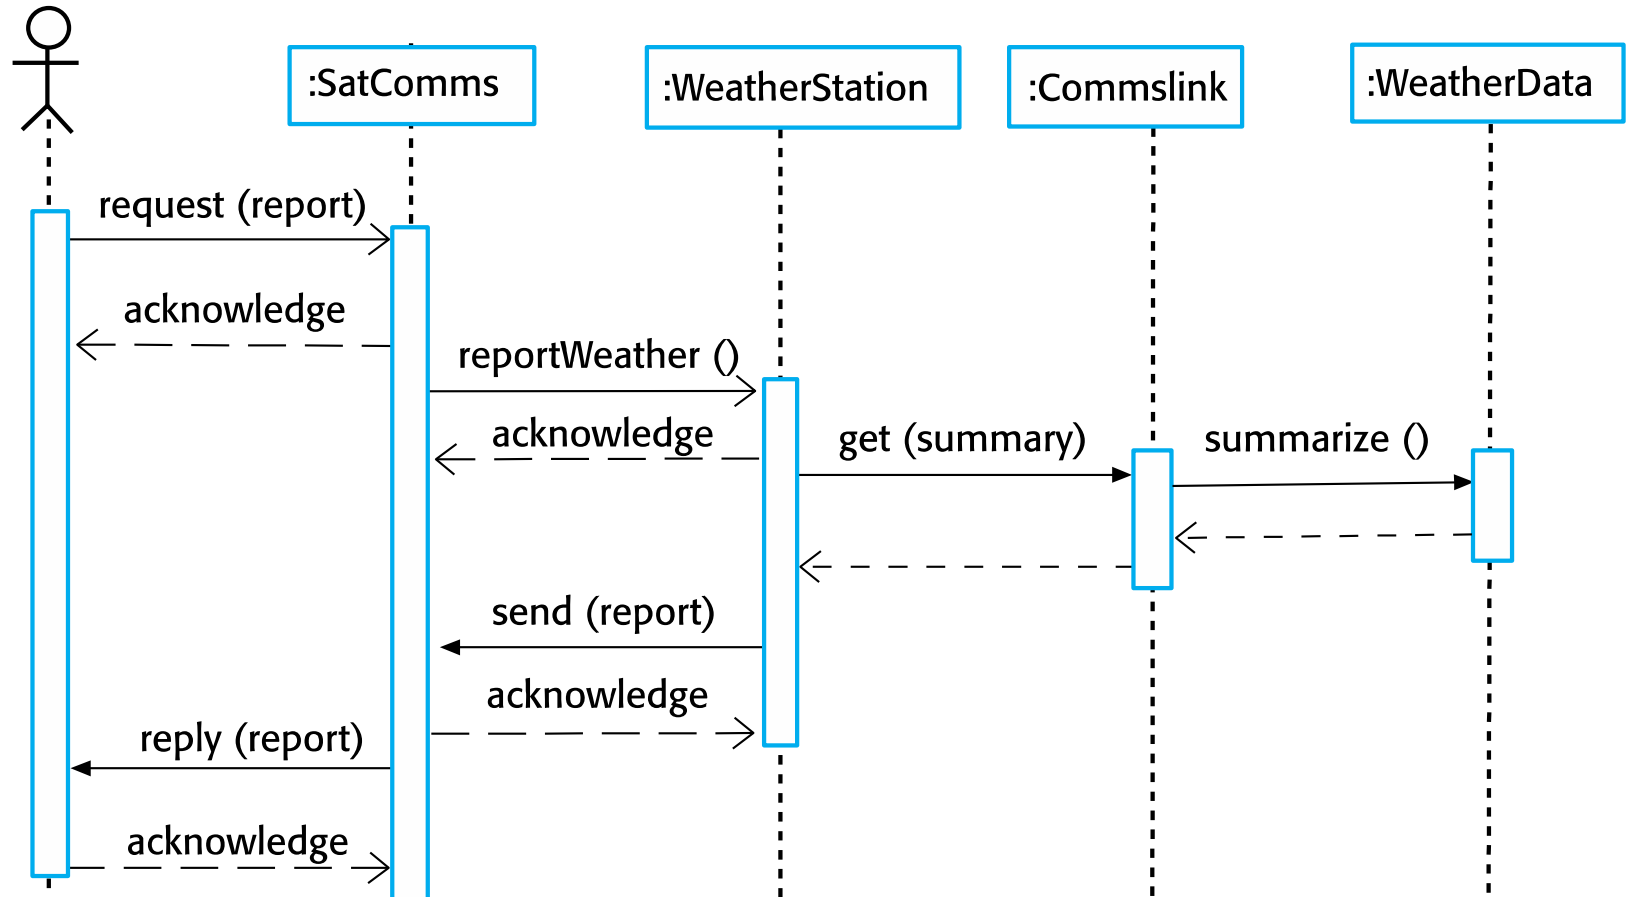 :SatComms
:WeatherStation
:Commslink
:WeatherData
request (report)
acknowledge
reportWeather ()
acknowledge
get (summary)
summarize ()
send (report)
acknowledge
reply (report)
acknowledge